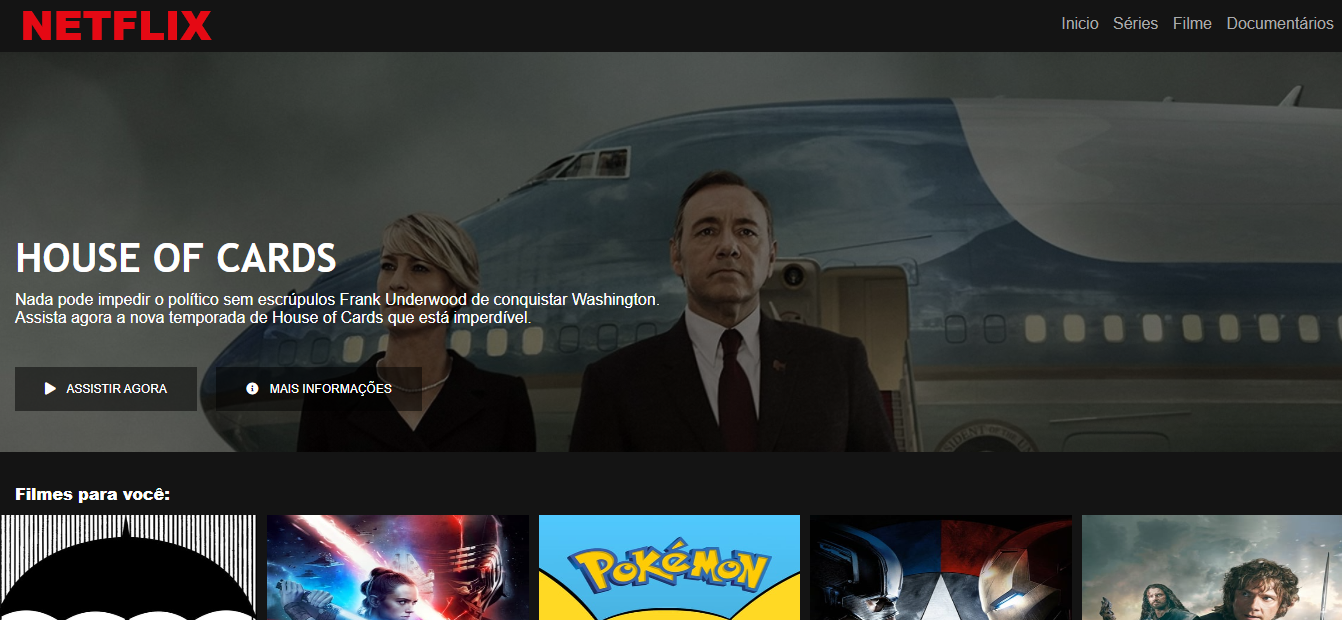 NETFLIX
Inicio Séries Filme Documentários
HOUSE OF CARDS
Nada pode impedir o político sem escrúpulos Frank Underwood de conquistar Washington.
Assista agora a nova temporada de House of Cards que está imperdível.
ASSISTIR AGORA MAIS INFORMAÇÕES
Filmes para você:
POKéMON